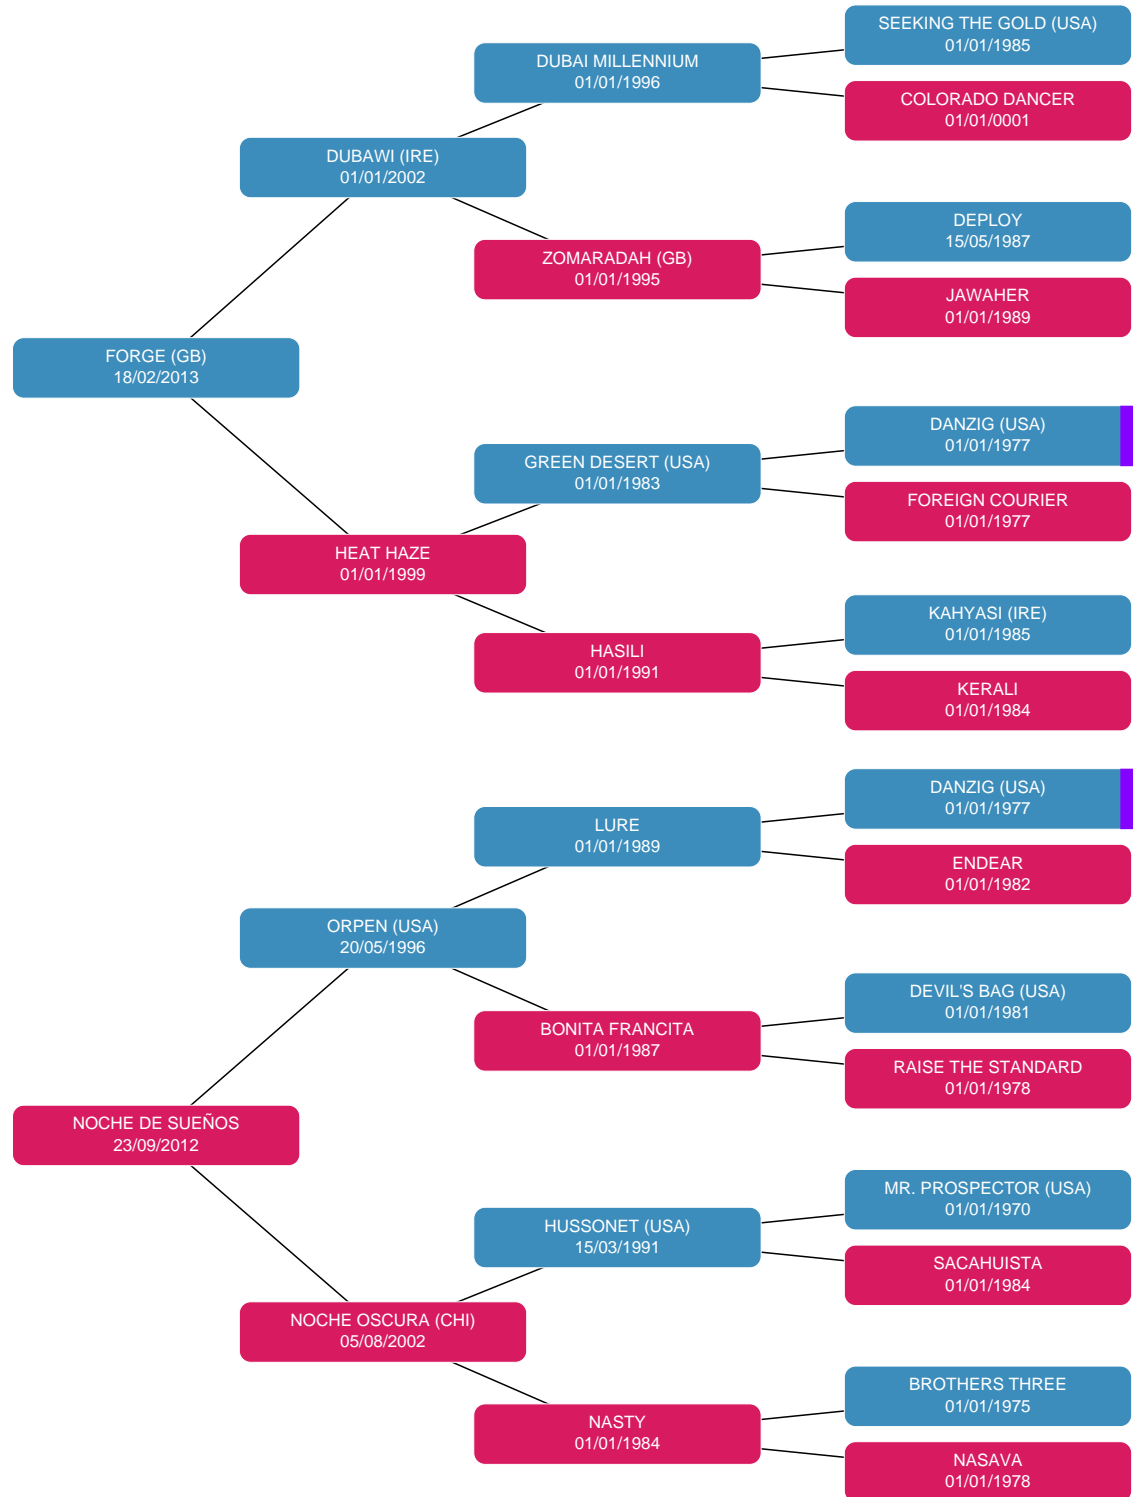 SEEKING THE GOLD (USA)
01/01/1985
DUBAI MILLENNIUM
01/01/1996
COLORADO DANCER
01/01/0001
DUBAWI (IRE)
01/01/2002
DEPLOY
15/05/1987
ZOMARADAH (GB)
01/01/1995
JAWAHER
01/01/1989
FORGE (GB)
18/02/2013
DANZIG (USA)
01/01/1977
GREEN DESERT (USA)
01/01/1983
FOREIGN COURIER
01/01/1977
HEAT HAZE
01/01/1999
KAHYASI (IRE)
01/01/1985
HASILI
01/01/1991
KERALI
01/01/1984
DANZIG (USA)
01/01/1977
LURE
01/01/1989
ENDEAR
01/01/1982
ORPEN (USA)
20/05/1996
DEVIL'S BAG (USA)
01/01/1981
BONITA FRANCITA
01/01/1987
RAISE THE STANDARD
01/01/1978
NOCHE DE SUEÑOS
23/09/2012
MR. PROSPECTOR (USA)
01/01/1970
HUSSONET (USA)
15/03/1991
SACAHUISTA
01/01/1984
NOCHE OSCURA (CHI)
05/08/2002
BROTHERS THREE
01/01/1975
NASTY
01/01/1984
NASAVA
01/01/1978